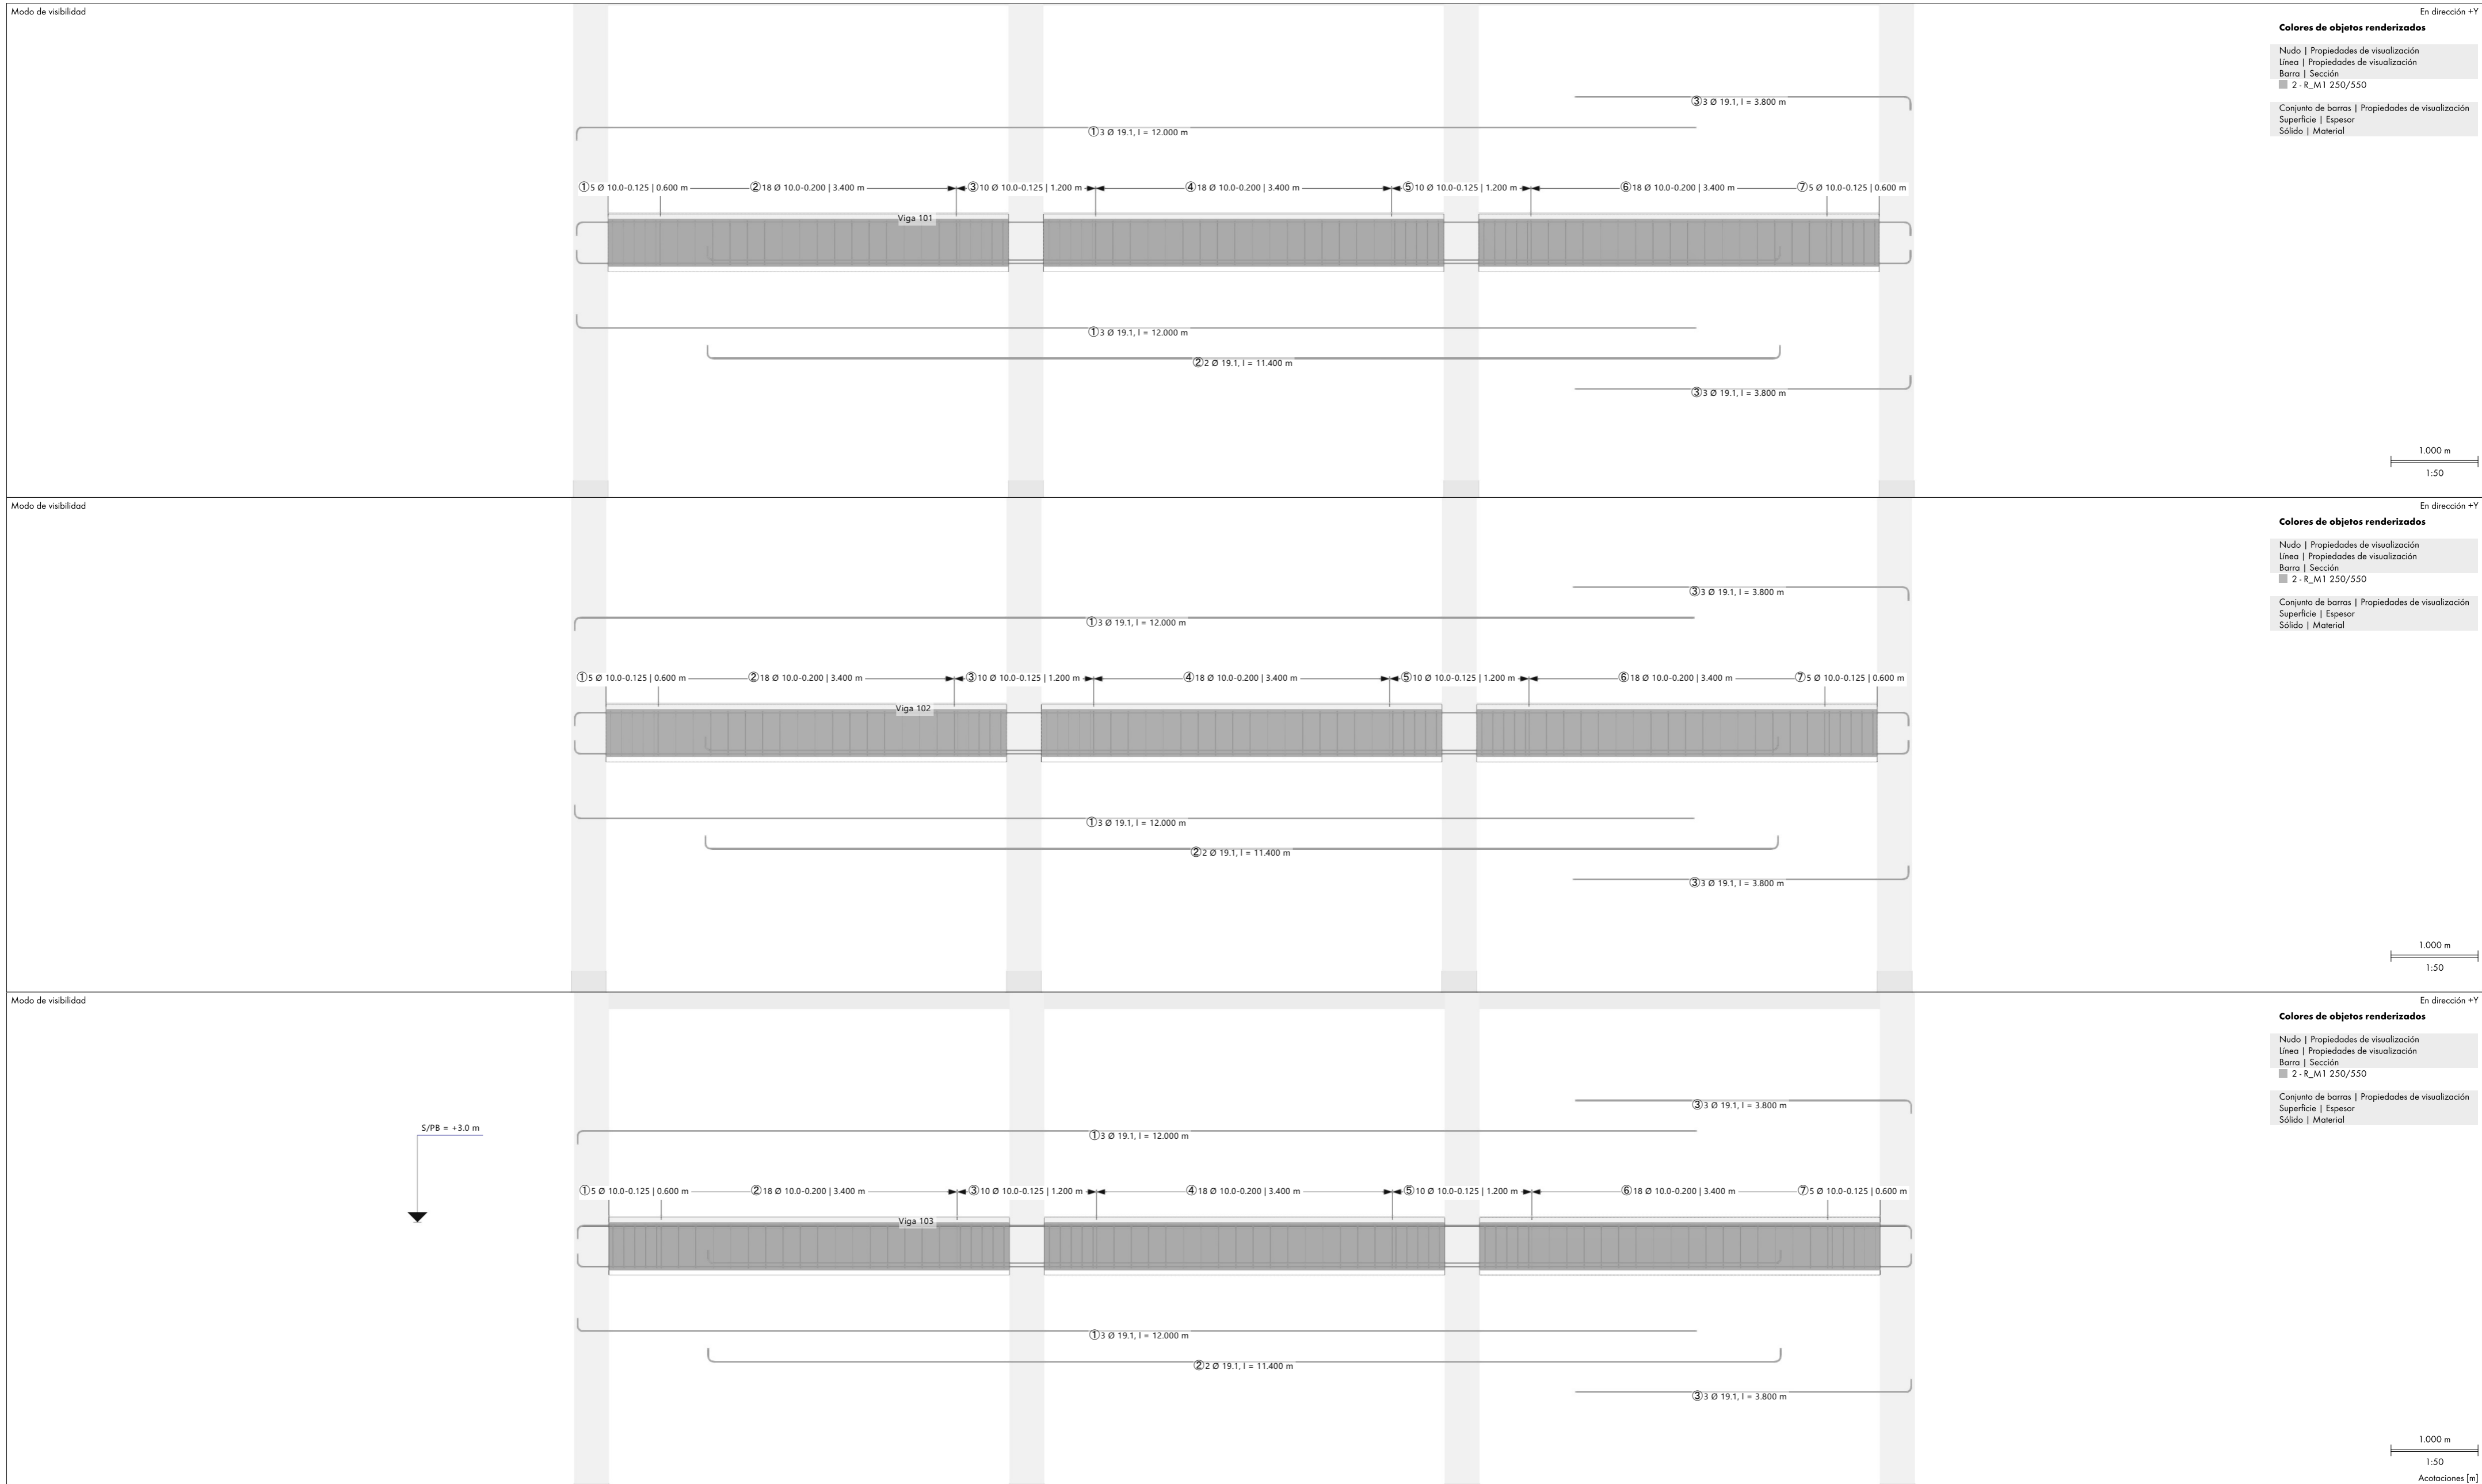 Modo de visibilidad
En dirección +Y
Colores de objetos renderizados
Nudo | Propiedades de visualización
Línea | Propiedades de visualización
Barra | Sección
2 - R_M1 250/550
Conjunto de barras | Propiedades de visualización
Superficie | Espesor
Sólido | Material
③3 Ø 19.1, l = 3.800 m
①3 Ø 19.1, l = 12.000 m
①5 Ø 10.0-0.125 | 0.600 m ②18 Ø 10.0-0.200 | 3.400 m ③10 Ø 10.0-0.125 | 1.200 m ④18 Ø 10.0-0.200 | 3.400 m ⑤10 Ø 10.0-0.125 | 1.200 m ⑥18 Ø 10.0-0.200 | 3.400 m ⑦5 Ø 10.0-0.125 | 0.600 m
Viga 101
①3 Ø 19.1, l = 12.000 m
②2 Ø 19.1, l = 11.400 m
③3 Ø 19.1, l = 3.800 m
1.000 m
1:50
Modo de visibilidad
En dirección +Y
Colores de objetos renderizados
Nudo | Propiedades de visualización
Línea | Propiedades de visualización
Barra | Sección
2 - R_M1 250/550
Conjunto de barras | Propiedades de visualización
Superficie | Espesor
Sólido | Material
③3 Ø 19.1, l = 3.800 m
①3 Ø 19.1, l = 12.000 m
①5 Ø 10.0-0.125 | 0.600 m ②18 Ø 10.0-0.200 | 3.400 m ③10 Ø 10.0-0.125 | 1.200 m ④18 Ø 10.0-0.200 | 3.400 m ⑤10 Ø 10.0-0.125 | 1.200 m ⑥18 Ø 10.0-0.200 | 3.400 m ⑦5 Ø 10.0-0.125 | 0.600 m
Viga 102
①3 Ø 19.1, l = 12.000 m
②2 Ø 19.1, l = 11.400 m
③3 Ø 19.1, l = 3.800 m
1.000 m
1:50
Modo de visibilidad
En dirección +Y
Colores de objetos renderizados
Nudo | Propiedades de visualización
Línea | Propiedades de visualización
Barra | Sección
2 - R_M1 250/550
Conjunto de barras | Propiedades de visualización
Superficie | Espesor
Sólido | Material
③3 Ø 19.1, l = 3.800 m
S/PB = +3.0 m
①3 Ø 19.1, l = 12.000 m
①5 Ø 10.0-0.125 | 0.600 m ②18 Ø 10.0-0.200 | 3.400 m ③10 Ø 10.0-0.125 | 1.200 m ④18 Ø 10.0-0.200 | 3.400 m ⑤10 Ø 10.0-0.125 | 1.200 m ⑥18 Ø 10.0-0.200 | 3.400 m ⑦5 Ø 10.0-0.125 | 0.600 m
Viga 103
①3 Ø 19.1, l = 12.000 m
②2 Ø 19.1, l = 11.400 m
③3 Ø 19.1, l = 3.800 m
1.000 m
1:50
Acotaciones [m]